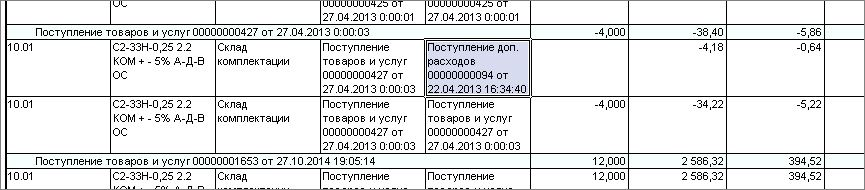 ОС 00000000425 от 00000000425 от
27.04.2013 0:00:01 27.04.2013 0:00:01
Поступление товаров и услуг 00000000427 от 27.04.2013 0:00:03 -4,000 -38,40 -5,86
10.01 С2-33Н-0,25 2.2 Склад Поступление Поступление доп. -4,18 -0,64
КОМ + - 5% А-Д-В комплектации товаров и услуг расходов
ОС 00000000427 от 00000000094 от
27.04.2013 0:00:03 22.04.2013 16:34:40
10.01 С2-33Н-0,25 2.2 Склад Поступление Поступление -4,000 -34,22 -5,22
КОМ + - 5% А-Д-В комплектации товаров и услуг товаров и услуг
ОС 00000000427 от 00000000427 от
27.04.2013 0:00:03 27.04.2013 0:00:03
Поступление товаров и услуг 00000001653 от 27.10.2014 19:05:14 12,000 2 586,32 394,52
10.01 С2-33Н-0,25 2.2 Склад Поступление Поступление 12,000 2 586,32 394,52